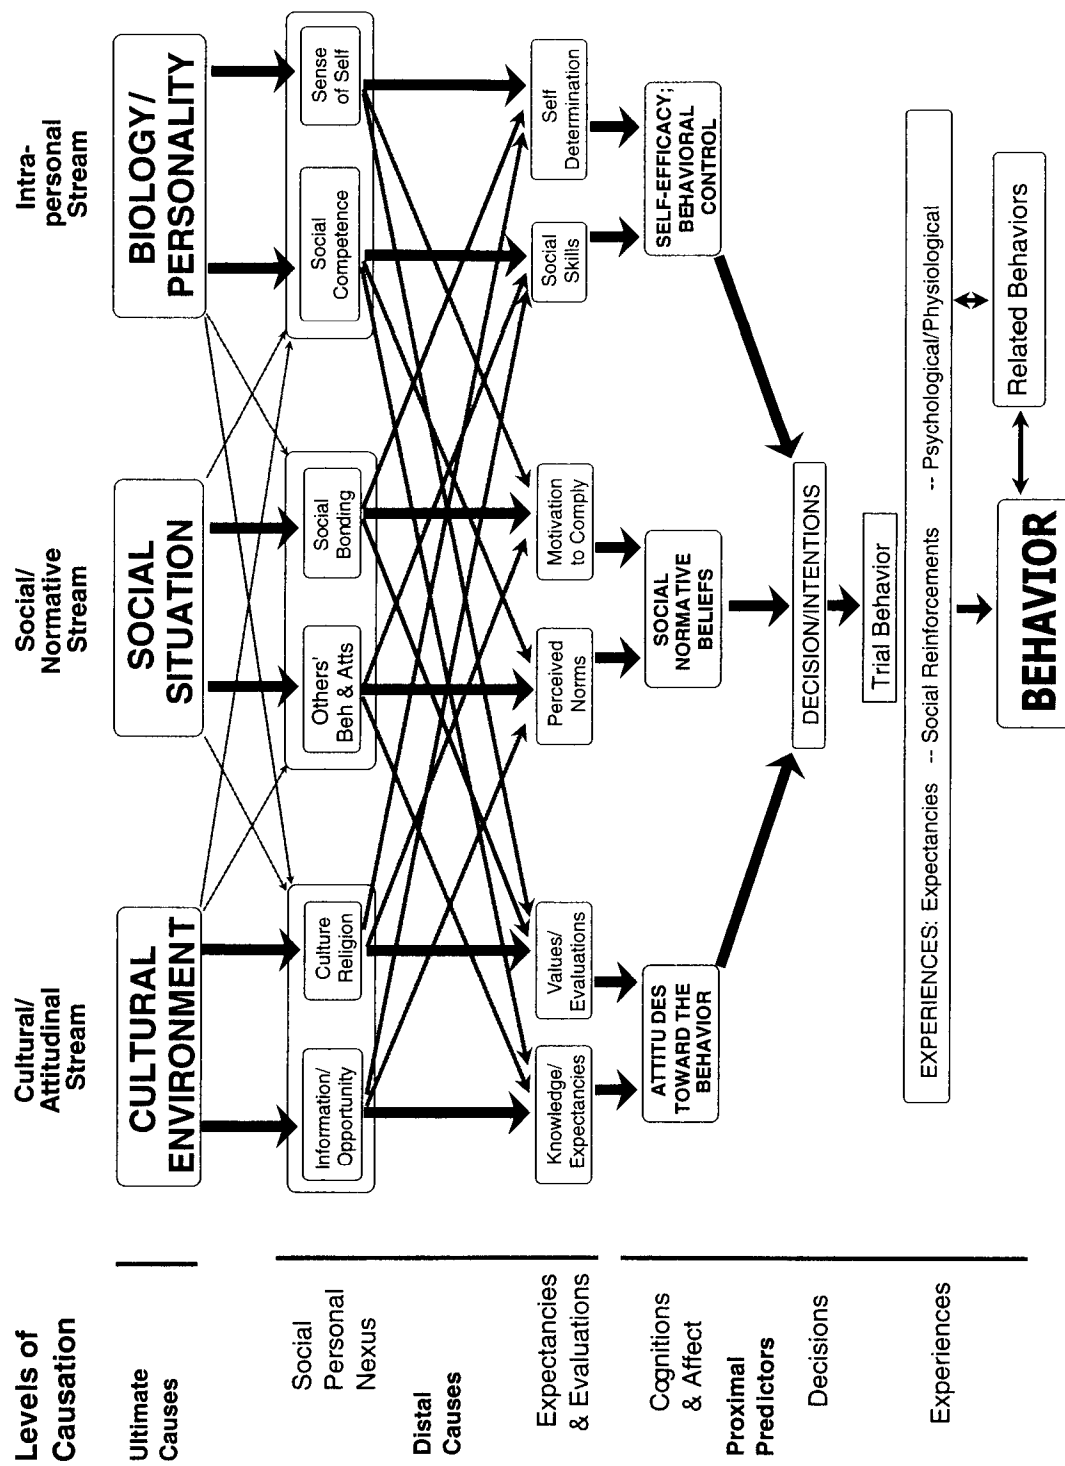 Levels of
Causation
Cultural/
Attitudinal
Stream
Social/
Normative
Stream
Intra-
personal
Stream
Ultimate
Causes
CULTURAL
ENVIRONMENT
SOCIAL
SITUATION
BIOLOGY/
PERSONALITY
Social
Personal
Nexus
Information/
Opportunity
Culture
Religion
Others'
Beh & Atts
Social
Bonding
Social
Competence
Sense
of Self
Distal
Causes
Expectancies
& Evaluations
Knowledge/
Expectancies
Values/
Evaluations
Perceived
Norms
Motivation
to Comply
Social
Skills
Self
Determination
Cognitions
& Affect
ATTITU DES
TOWARD THE
BEHAVIOR
SOCIAL
NORMATIVE
BELIEFS
SELF-EFFICACY;
BEHAVIORAL
CONTROL
Proximal
Predictors
Decisions
DECISION/INTENTIONS
Trial Behavior
Experiences
EXPERIENCES: Expectancies -- Social Reinforcements -- Psychological/Physiological
BEHAVIOR
Related Behaviors